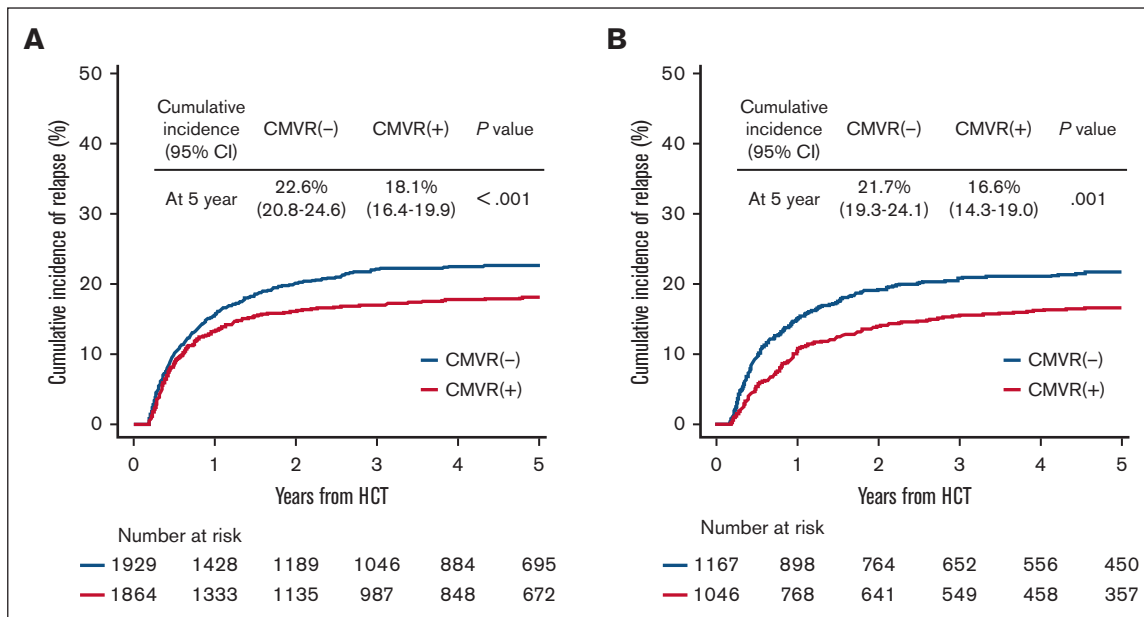 A
Cumulative incidence of relapse (%)
50
40
30
20
10
0
Cumulative incidence (95% CI) CMVR(−) CMVR(+) P value
At 5 year 22.6% (20.8-24.6) 18.1% (16.4-19.9) < .001
CMVR(−)
CMVR(+)
0 1 2 3 4 5
Years from HCT
Number at risk
1929 1428 1189 1046 884 695
1864 1333 1135 987 848 672
B
Cumulative incidence of relapse (%)
50
40
30
20
10
0
Cumulative incidence (95% CI) CMVR(−) CMVR(+) P value
At 5 year 21.7% (19.3-24.1) 16.6% (14.3-19.0) .001
CMVR(−)
CMVR(+)
0 1 2 3 4 5
Years from HCT
Number at risk
1167 898 764 652 556 450
1046 768 641 549 458 357